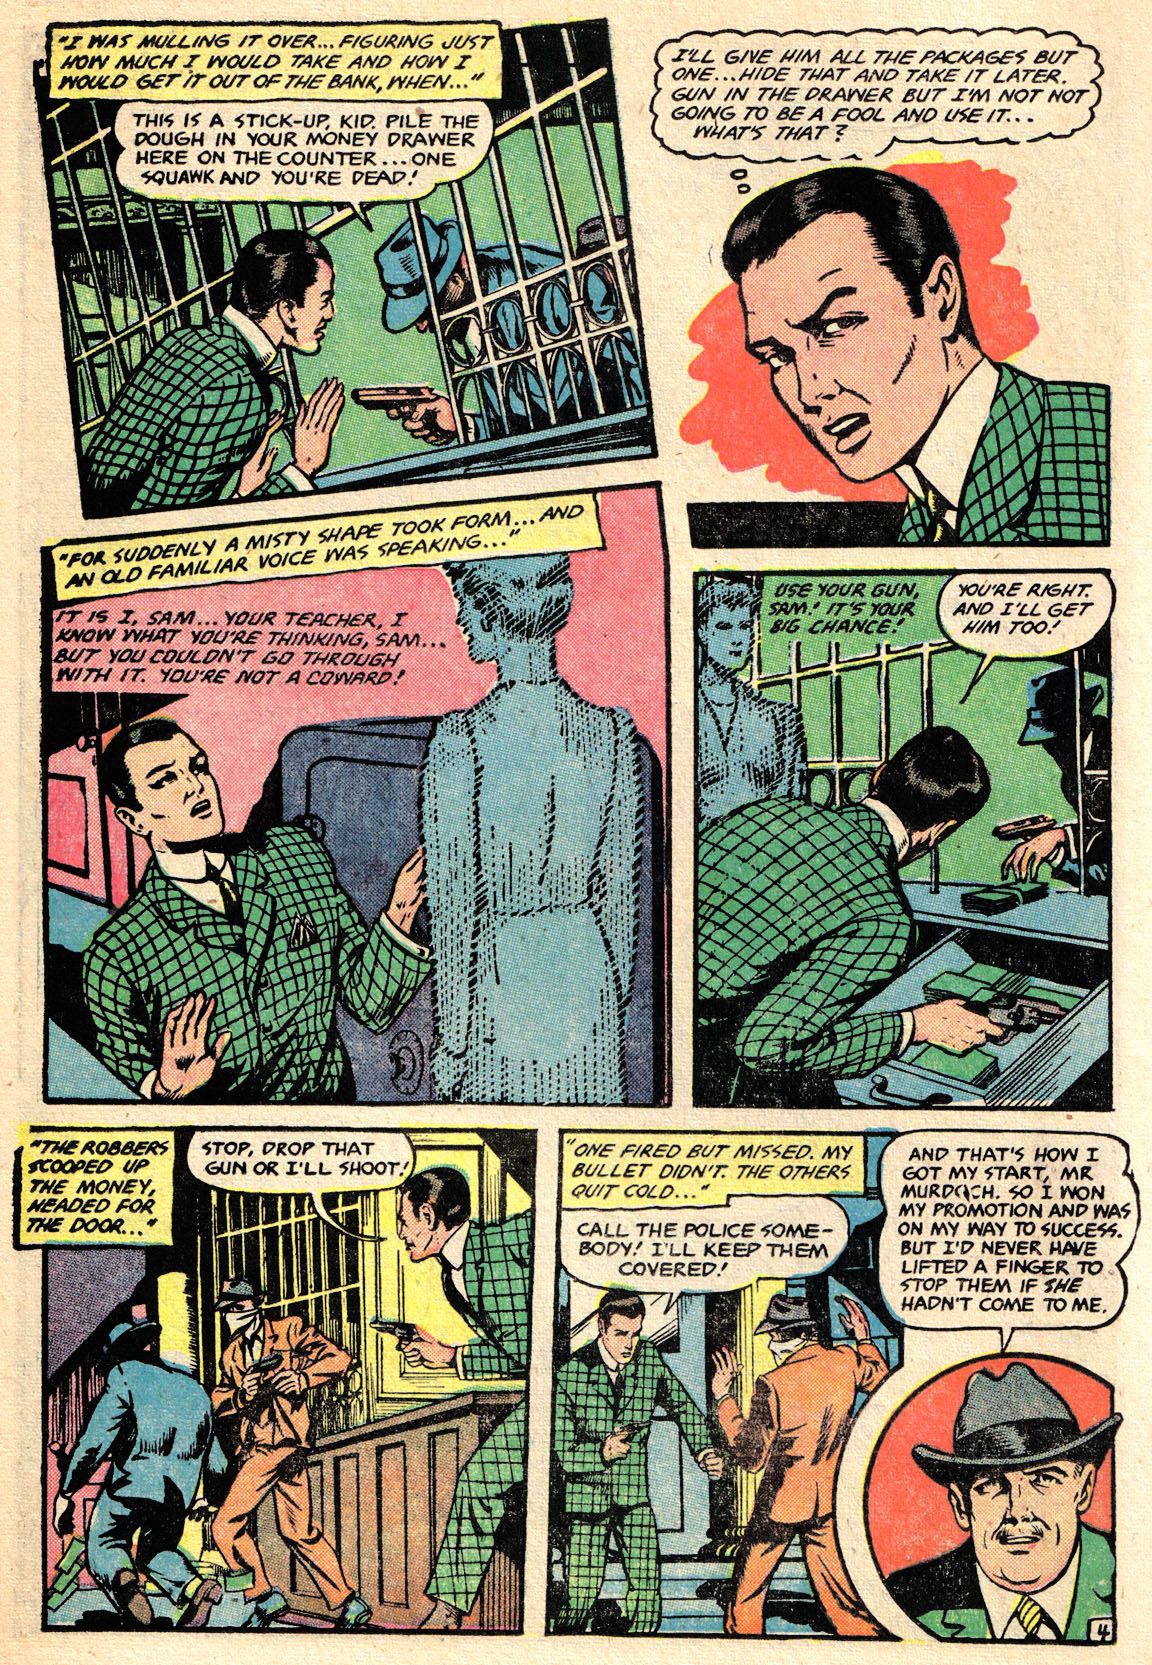 "I WAS MULLING IT OVER... FIGURING JUST
HOW MUCH I WOULD TAKE AND HOW I
WOULD GET IT OUT OF THE BANK, WHEN..."
THIS IS A STICK-UP, KID. PILE THE
DOUGH IN YOUR MONEY DRAWER
HERE ON THE COUNTER...ONE
SQUAWK AND YOU'RE DEAD!
I'LL GIVE HIM ALL THE PACKAGES BUT
ONE...HIDE THAT AND TAKE IT LATER.
GUN IN THE DRAWER BUT I'M NOT NOT
GOING TO BE A FOOL AND USE IT...
WHAT'S THAT?
"FOR SUDDENLY A MISTY SHAPE TOOK FORM... AND
AN OLD FAMILIAR VOICE WAS SPEAKING..."
IT IS I, SAM... YOUR TEACHER, I
KNOW WHAT YOU'RE THINKING, SAM...
BUT YOU COULDN'T GO THROUGH
WITH IT. YOU'RE NOT A COWARD!
USE YOUR GUN,
SAM! IT'S YOUR
BIG CHANCE!
YOU'RE RIGHT.
AND I'LL GET
HIM TOO!
"THE ROBBERS
SCOOPED UP
THE MONEY,
HEADED FOR
THE DOOR..."
STOP, DROP THAT
GUN OR I'LL SHOOT!
"ONE FIRED BUT MISSED. MY
BULLET DIDN'T. THE OTHERS
QUIT COLD..."
CALL THE POLICE SOME-
BODY! I'LL KEEP THEM
COVERED!
AND THAT'S HOW I
GOT MY START, MR
MURDOCH. SO I WON
MY PROMOTION AND WAS
ON MY WAY TO SUCCESS.
BUT I'D NEVER HAVE
LIFTED A FINGER TO
STOP THEM IF SHE
HADN'T COME TO ME.
4